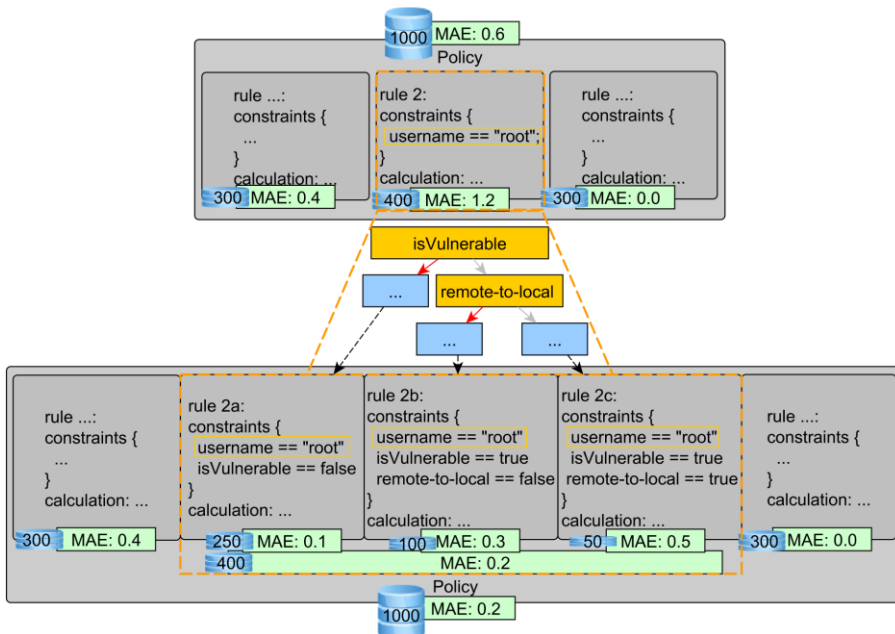 1000 MAE: 0.6
Policy
rule ...:
constraints {
...
}
calculation: ...
300 MAE: 0.4
rule 2:
constraints {
username == "root";
}
calculation: ...
400 MAE: 1.2
rule ...:
constraints {
...
}
calculation: ...
300 MAE: 0.0
isVulnerable
...
remote-to-local
...
...
rule ...:
constraints {
...
}
calculation: ...
300 MAE: 0.4
rule 2a:
constraints {
username == "root"
isVulnerable == false
}
calculation: ...
250 MAE: 0.1
rule 2b:
constraints {
username == "root"
isVulnerable == true
remote-to-local == false
}
calculation: ...
100 MAE: 0.3
rule 2c:
constraints {
username == "root"
isVulnerable == true
remote-to-local == true
}
calculation: ...
50 MAE: 0.5
rule ...:
constraints {
...
}
calculation: ...
300 MAE: 0.0
400 MAE: 0.2
Policy
1000 MAE: 0.2